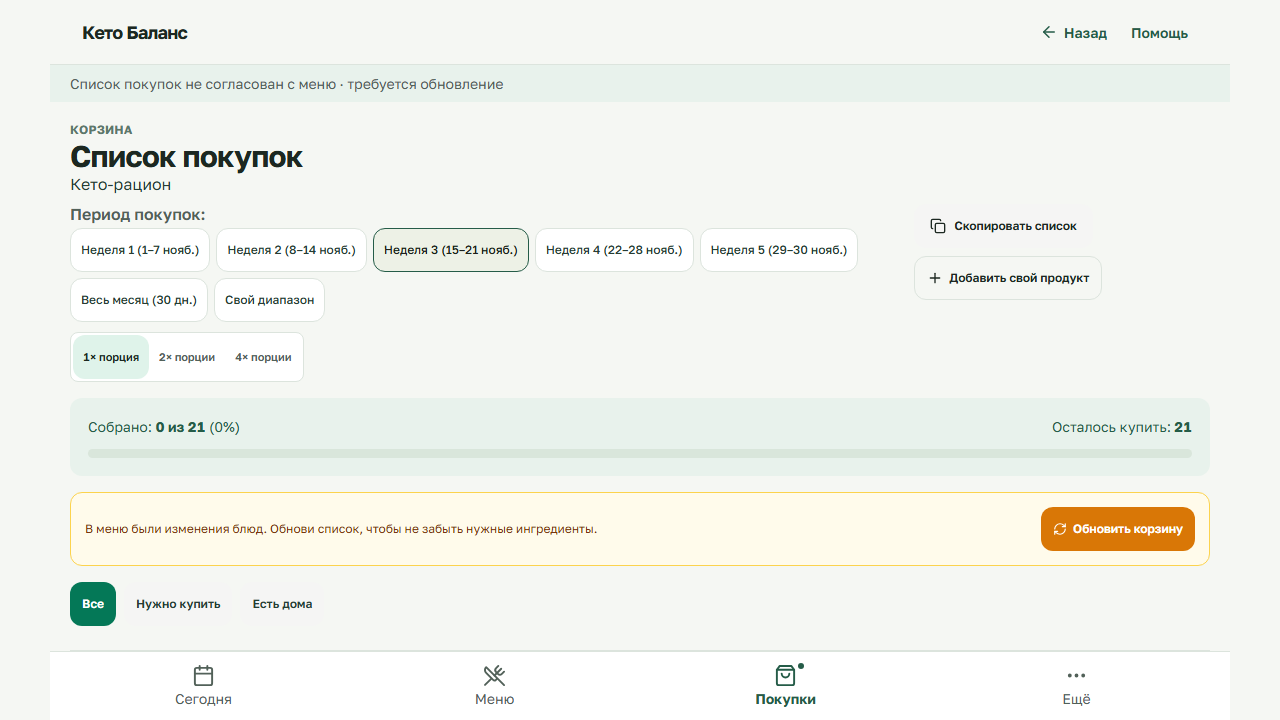 Кето Баланс
Назад
Помощь
Список покупок не согласован с меню · требуется обновление
КОРЗИНА
Список покупок
Кето-рацион
Период покупок:
Неделя 1 (1–7 нояб.)
Неделя 2 (8–14 нояб.)
Неделя 3 (15–21 нояб.)
Неделя 4 (22–28 нояб.)
Неделя 5 (29–30 нояб.)
Весь месяц (30 дн.)
Свой диапазон
Скопировать список
Добавить свой продукт
1× порция
2× порции
4× порции
Собрано: 0 из 21 (0%)
Осталось купить: 21
В меню были изменения блюд. Обнови список, чтобы не забыть нужные ингредиенты.
Обновить корзину
Все
Нужно купить
Есть дома
Сегодня
Меню
Покупки
Ещё